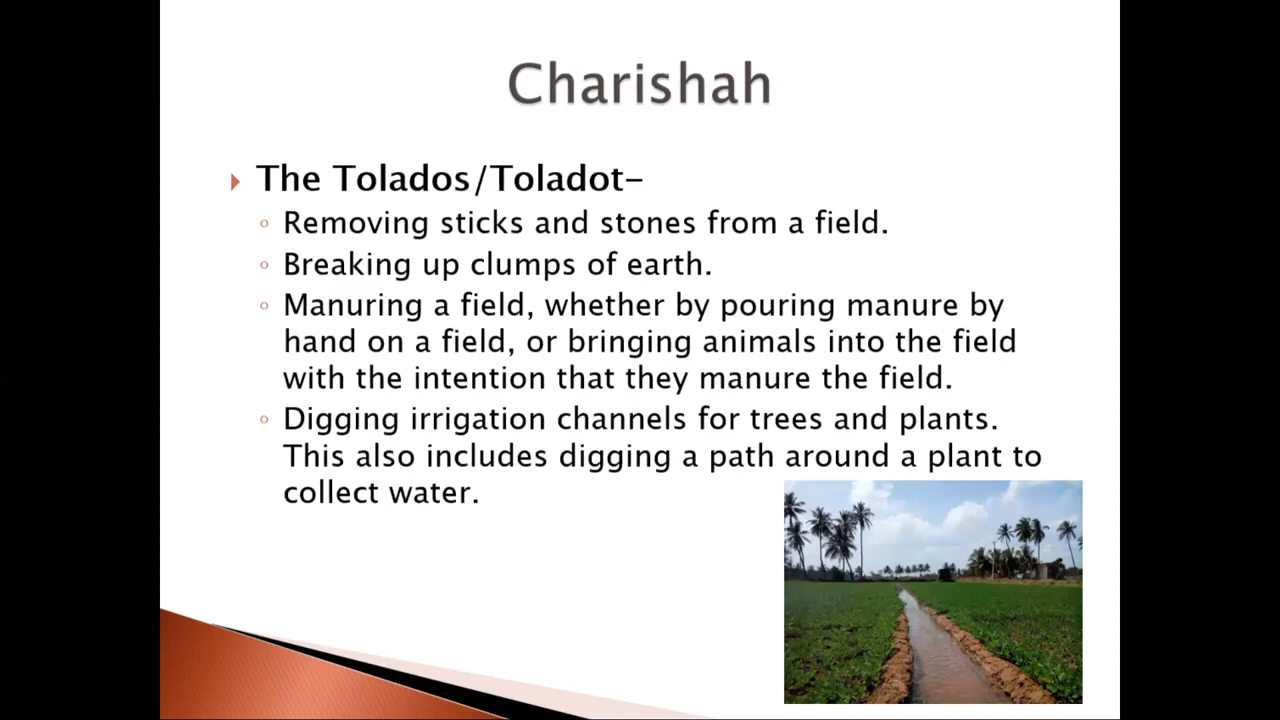 Charishah
The Tolados/Toladot–
Removing sticks and stones from a field.
Breaking up clumps of earth.
Manuring a field, whether by pouring manure by
hand on a field, or bringing animals into the field
with the intention that they manure the field.
Digging irrigation channels for trees and plants.
This also includes digging a path around a plant to
collect water.